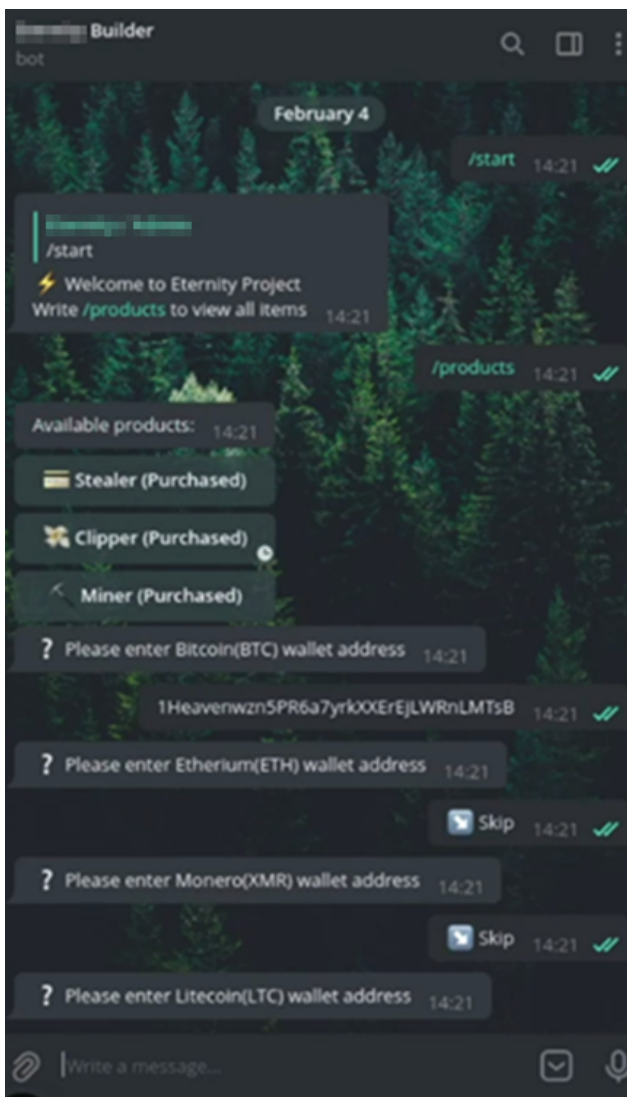 Builder
bot
February 4
/start 14:21
/start
⚡ Welcome to Eternity Project
Write /products to view all items 14:21
/products 14:21
Available products: 14:21
Stealer (Purchased)
Clipper (Purchased)
Miner (Purchased)
? Please enter Bitcoin(BTC) wallet address 14:21
1Heavenwzn5PR6a7yrkXXErEjLWRnLMTsB 14:21
? Please enter Etherium(ETH) wallet address 14:21
Skip 14:21
? Please enter Monero(XMR) wallet address 14:21
Skip 14:21
? Please enter Litecoin(LTC) wallet address 14:21
Write a message...